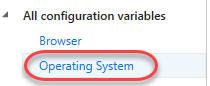 All configuration variables
Browser
Operating System